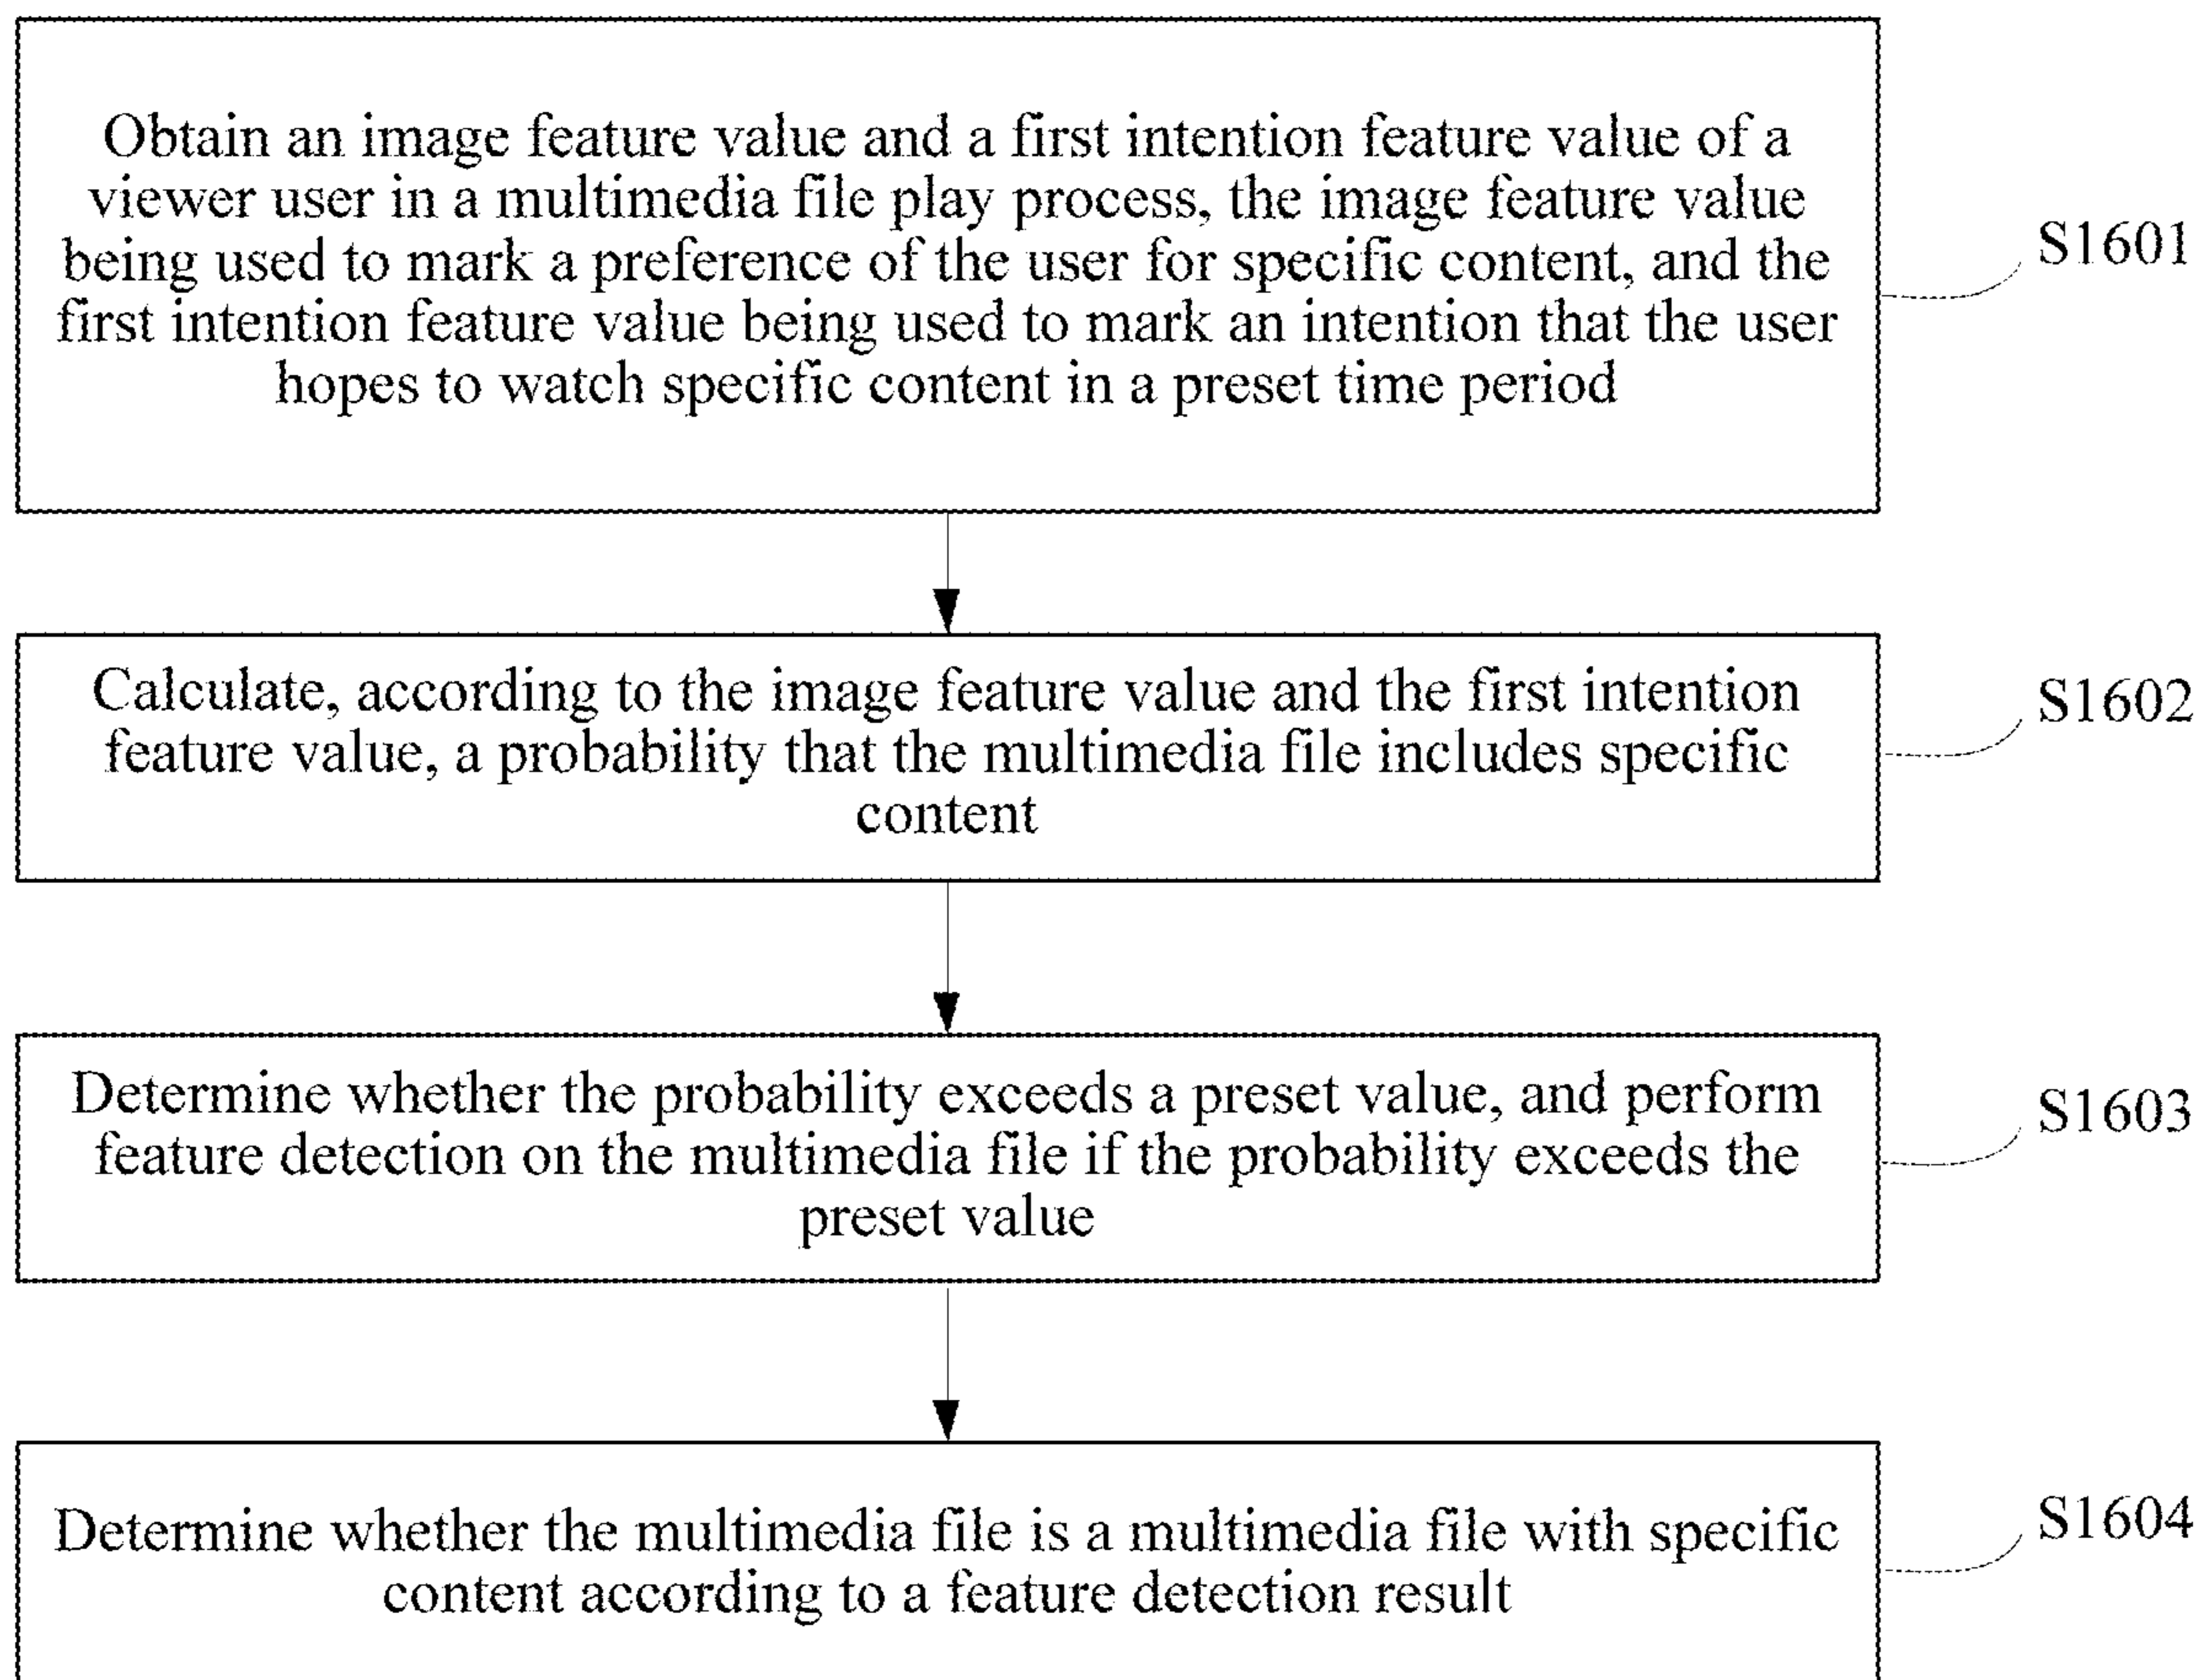 Obtain an image feature value and a first intention feature value of a
viewer user in a multimedia file play process, the image feature value
being used to mark a preference of the user for specific content, and the
first intention feature value being used to mark an intention that the user
hopes to watch specific content in a preset time period
S1601
Calculate, according to the image feature value and the first intention
feature value, a probability that the multimedia file includes specific
content
S1602
Determine whether the probability exceeds a preset value, and perform
feature detection on the multimedia file if the probability exceeds the
preset value
S1603
Determine whether the multimedia file is a multimedia file with specific
content according to a feature detection result
S1604